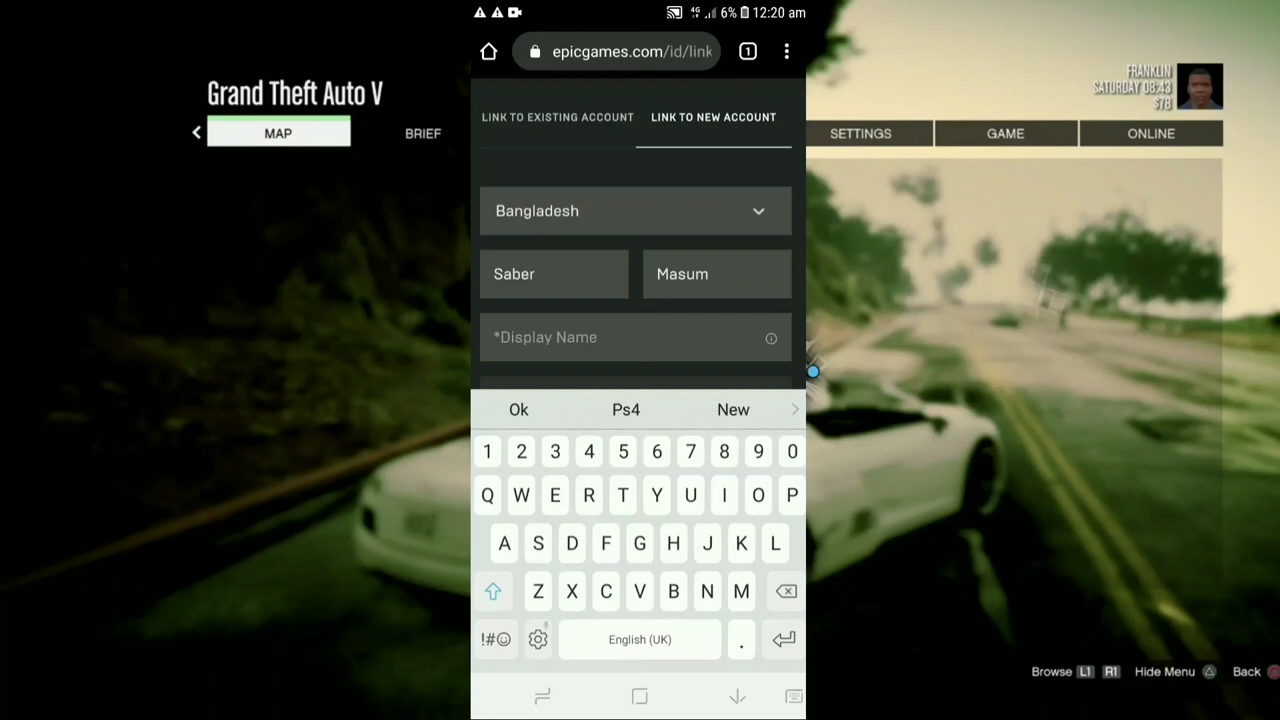 6% 12:20 am
epicgames.com/id/link
1
Grand Theft Auto V
FRANKLIN
SATURDAY 08:43
$78
MAP
BRIEF
SETTINGS
GAME
ONLINE
LINK TO EXISTING ACCOUNT
LINK TO NEW ACCOUNT
Bangladesh
Saber
Masum
*Display Name
Ok
Ps4
New
1 2 3 4 5 6 7 8 9 0
Q W E R T Y U I O P
A S D F G H J K L
Z X C V B N M
!#☺
English (UK)
.
Browse L1 R1 Hide Menu Back